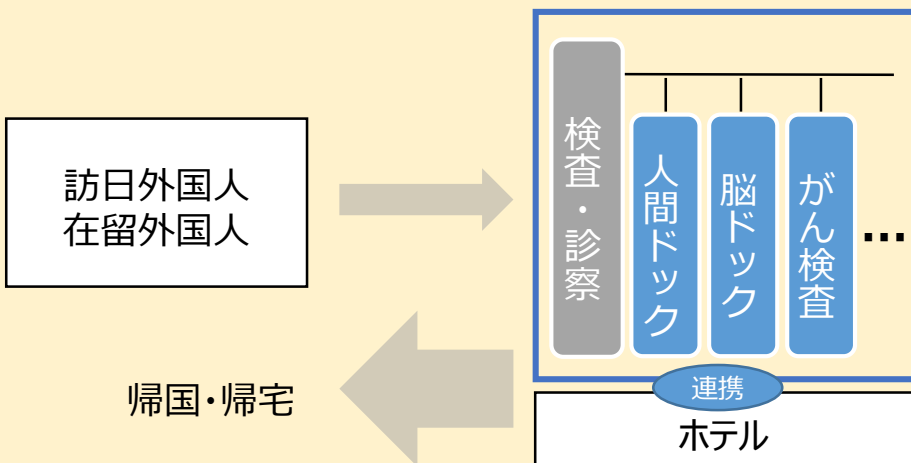 訪日外国人
在留外国人
検査・診察
人間ドック
脳ドック
がん検査
…
連携
ホテル
帰国・帰宅